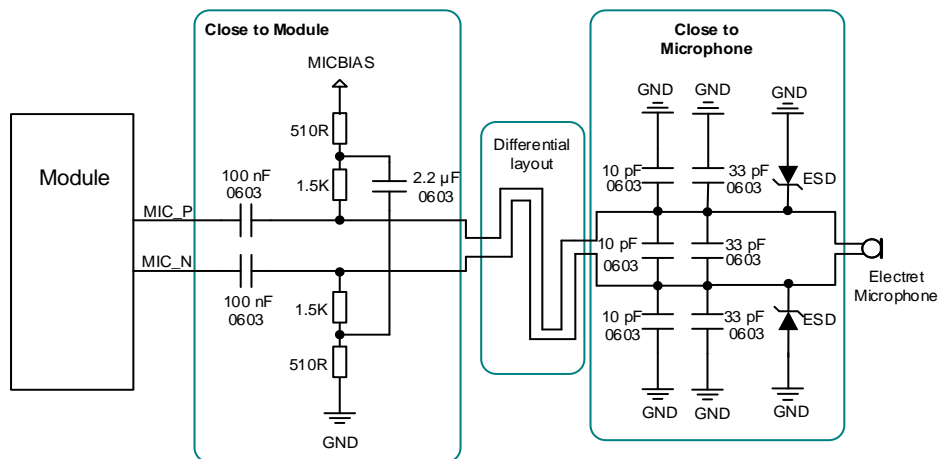 Close to Module
Close to
Microphone
MICBIAS
GND
GND
GND
510R
Differential
layout
Module
100 nF
0603
1.5K
2.2 µF
0603
10 pF
0603
33 pF
0603
ESD
MIC_P
MIC_N
10 pF
0603
33 pF
0603
Electret
Microphone
100 nF
0603
1.5K
10 pF
0603
33 pF
0603
ESD
510R
GND
GND
GND
GND